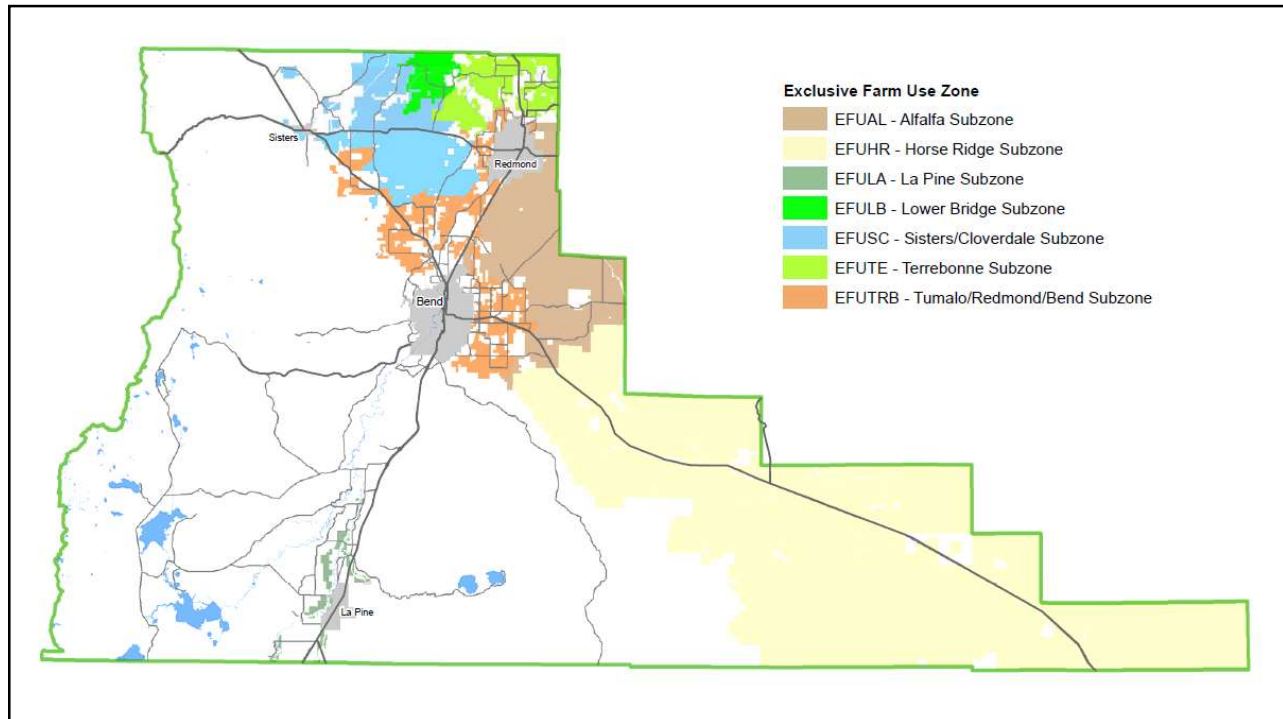 Exclusive Farm Use Zone
EFUAL - Alfalfa Subzone
EFUHR - Horse Ridge Subzone
EFULA - La Pine Subzone
EFULB - Lower Bridge Subzone
EFUSC - Sisters/Cloverdale Subzone
EFUTE - Terrebonne Subzone
EFUTRB - Tumalo/Redmond/Bend Subzone
Sisters
Redmond
Bend
La Pine